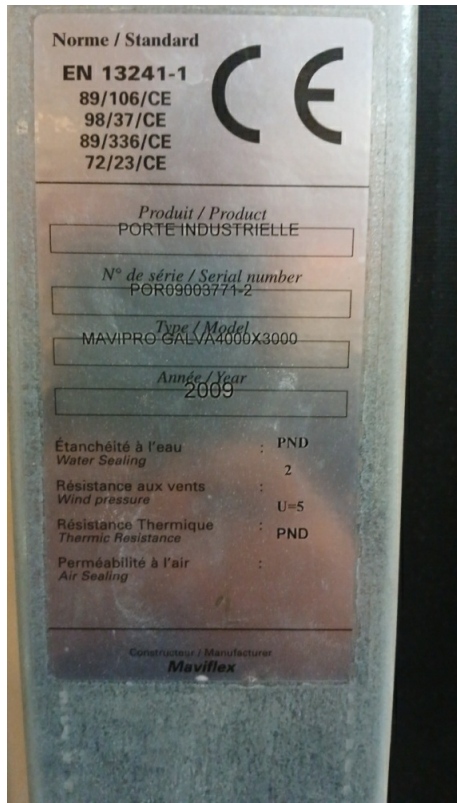 Norme / Standard
CE
EN 13241-1
89/106/CE
98/37/CE
89/336/CE
72/23/CE
Produit / Product
PORTE INDUSTRIELLE
N° de série / Serial number
POR09003771-2
Type / Model
MAVIPRO GALVA4000X3000
Année / Year
2009
Étanchéité à l'eau : PND
Water Sealing
2
Résistance aux vents :
Wind pressure
U=5
Résistance Thermique :
Thermic Resistance
PND
Perméabilité à l'air :
Air Sealing
Constructeur / Manufacturer
Maviflex